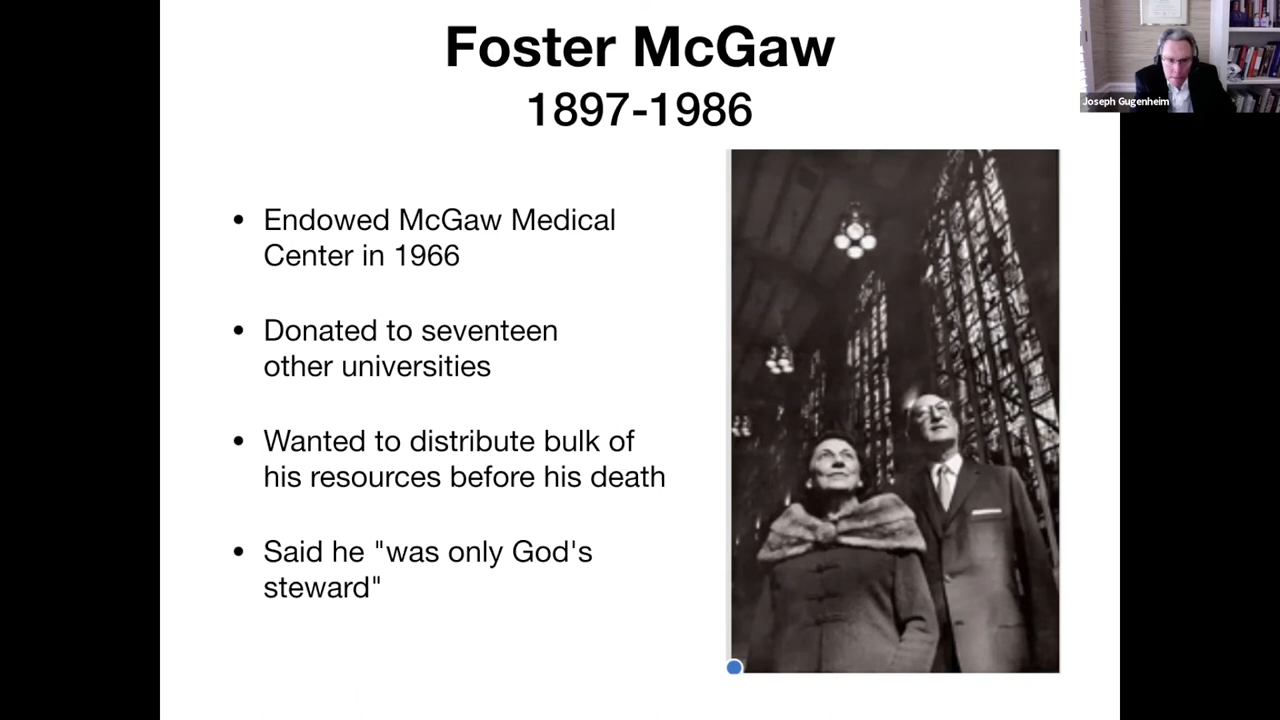 Foster McGaw
1897-1986
• Endowed McGaw Medical
Center in 1966
• Donated to seventeen
other universities
• Wanted to distribute bulk of
his resources before his death
• Said he "was only God's
steward"
Joseph Gugenheim